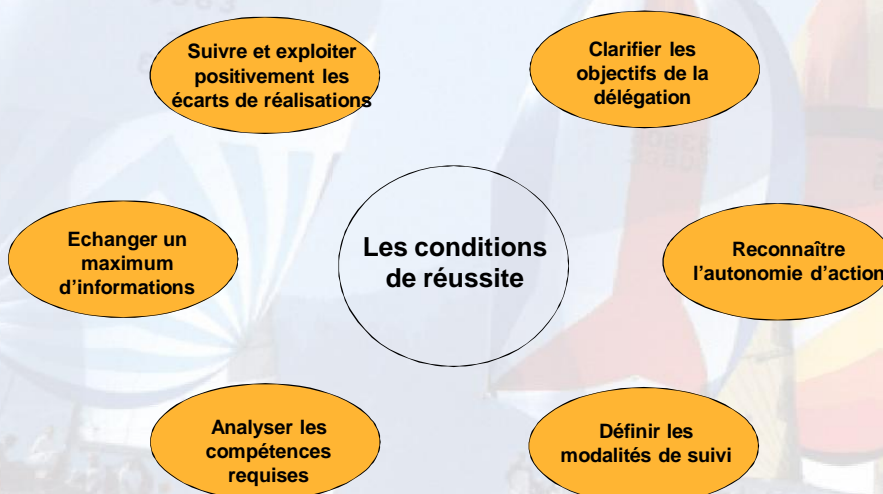 Suivre et exploiter
positivement les
écarts de réalisations
Clarifier les
objectifs de la
délégation
Echanger un
maximum
d'informations
Les conditions
de réussite
Reconnaître
l'autonomie d'action
Analyser les
compétences
requises
Définir les
modalités de suivi